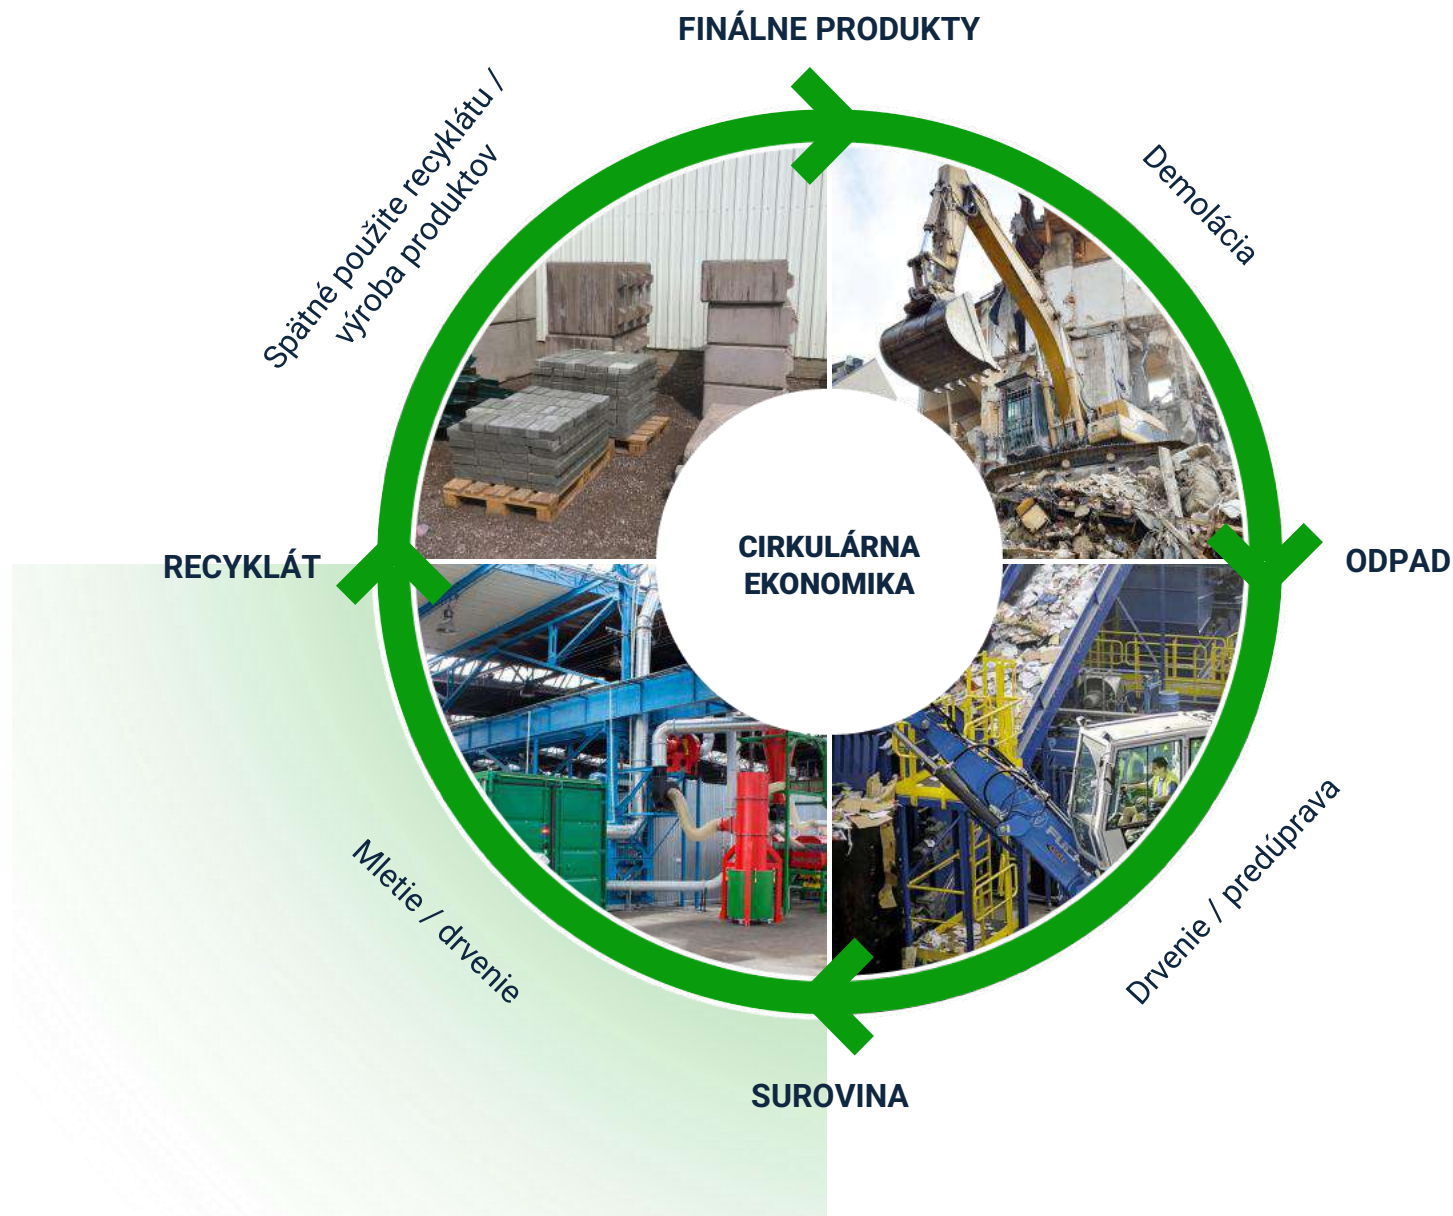 FINÁLNE PRODUKTY
Spätné použite recyklátu /
výroba produktov
Demolácia
CIRKULÁRNA
EKONOMIKA
RECYKLÁT
ODPAD
Mletie / drvenie
Drvenie / predúprava
SUROVINA